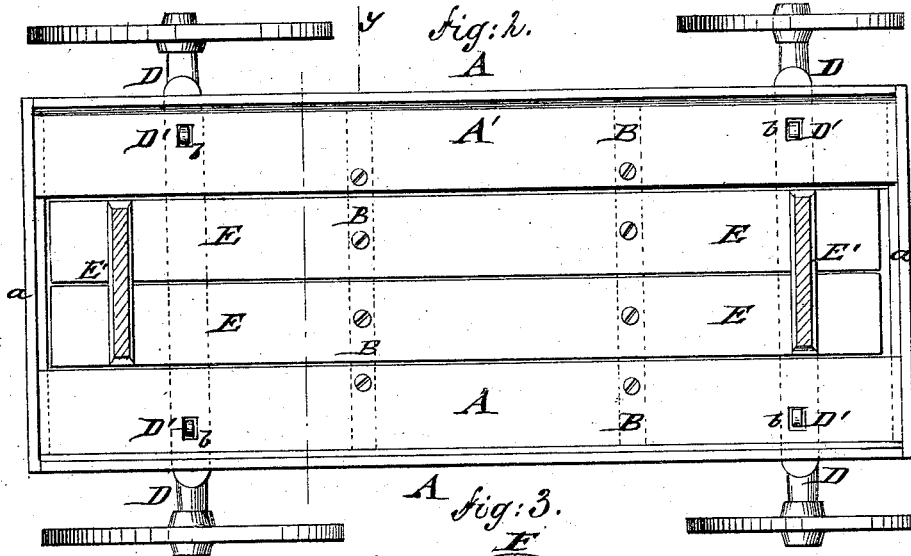 y Fig: 2.
A
D D
D' b A' B b D'
B
E E
a E' E' a
E E
B
A
D' b B b D'
D A D
Fig: 3.
F